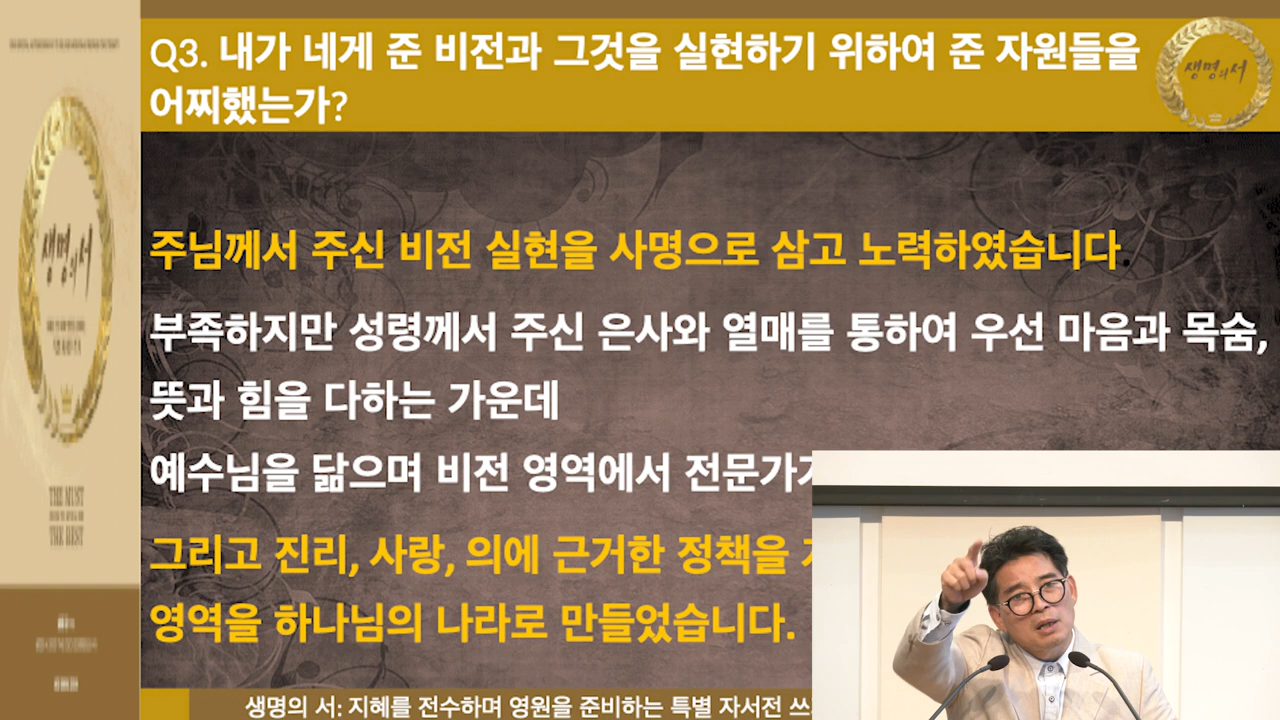 Q3. 내가 네게 준 비전과 그것을 실현하기 위하여 준 자원들을
어찌했는가?
생명의서
주님께서 주신 비전 실현을 사명으로 삼고 노력하였습니다.
부족하지만 성령께서 주신 은사와 열매를 통하여 우선 마음과 목숨,
뜻과 힘을 다하는 가운데
예수님을 닮으며 비전 영역에서
그리고 진리, 사랑, 의에 근거한 정책을
영역을 하나님의 나라로 만들었습니다.
생명의 서: 지혜를 전수하며 영원을 준비하는 특별 자서전
생명의서
THE MUST
THE BEST